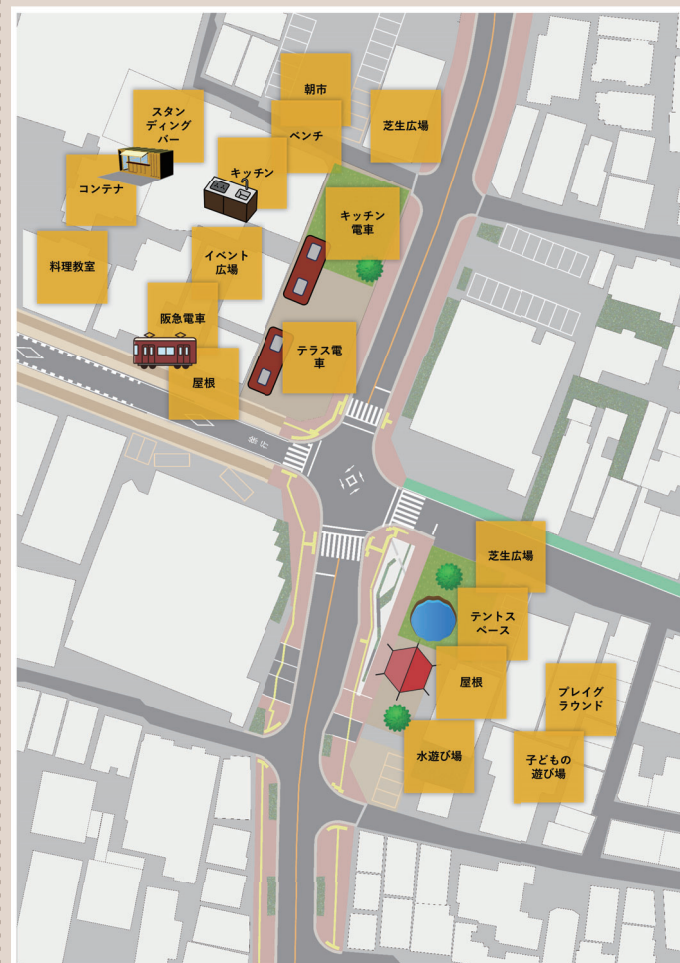 朝市
スタン
ディング
バー
ベンチ
芝生広場
キッチン
コンテナ
キッチン
電車
料理教室
イベント
広場
阪急電車
テラス電
車
屋根
芝生広場
テントス
ペース
屋根
プレイグ
ラウンド
水遊び場
子どもの
遊び場